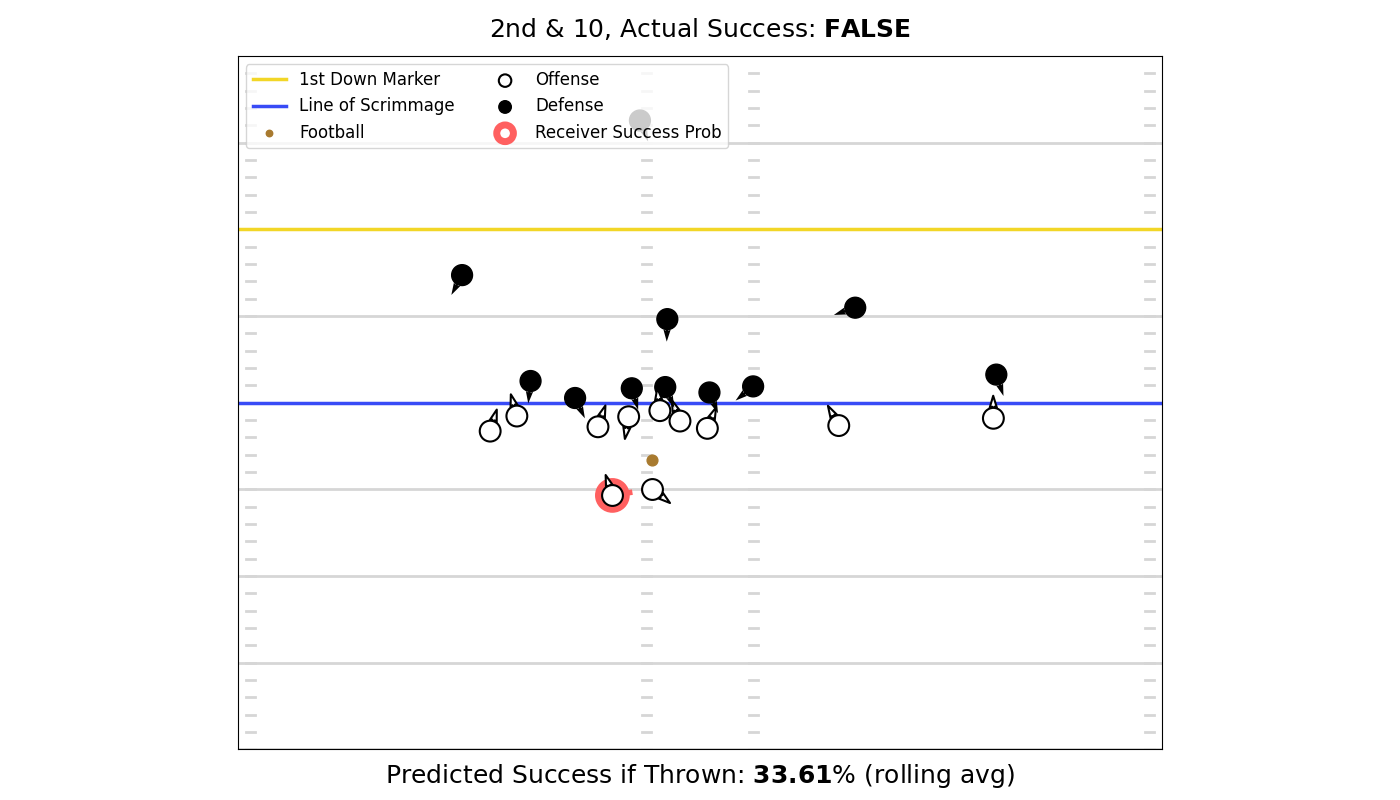 2nd & 10, Actual Success: FALSE
1st Down Marker
Line of Scrimmage
Football
Offense
Defense
Receiver Success Prob
Predicted Success if Thrown: 33.61% (rolling avg)